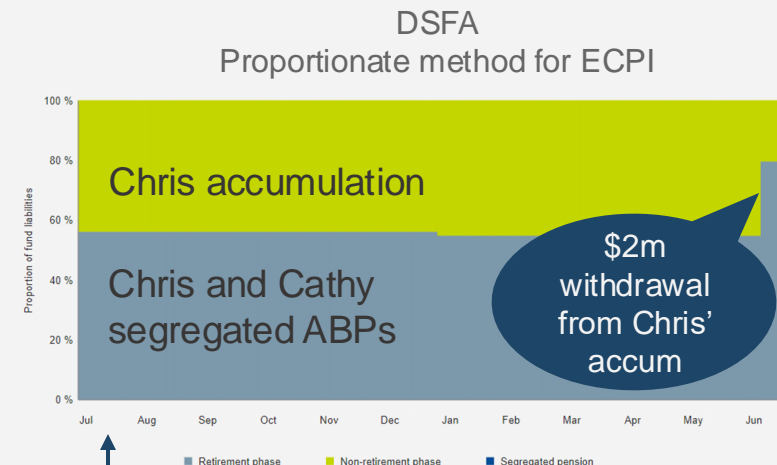 DSFA
Proportionate method for ECPI
100 %
80 %
60 %
40 %
20 %
0 %
Proportion of fund liabilities
Chris accumulation
Chris and Cathy
segregated ABPs
$2m
withdrawal
from Chris'
accum
Jul Aug Sep Oct Nov Dec Jan Feb Mar Apr May Jun
Retirement phase Non-retirement phase Segregated pension